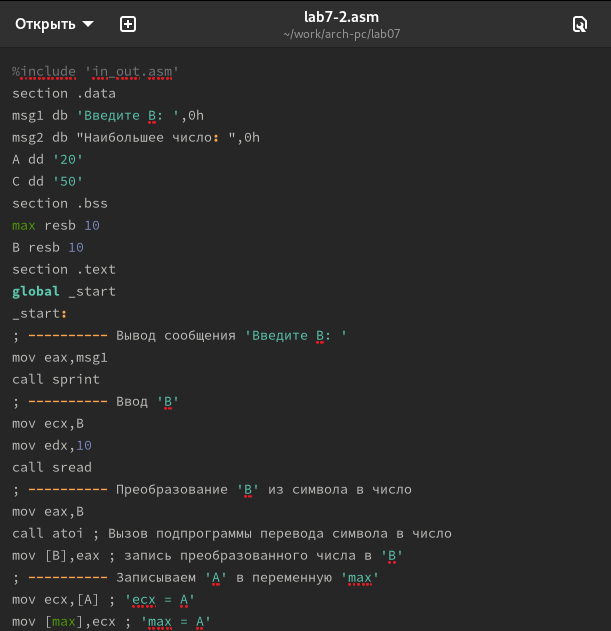 Открыть
lab7-2.asm
~/work/arch-pc/lab07
%include 'in_out.asm'
section .data
msg1 db 'Введите B: ',0h
msg2 db "Наибольшее число: ",0h
A dd '20'
C dd '50'
section .bss
max resb 10
B resb 10
section .text
global _start
_start:
; ---------- Вывод сообщения 'Введите B: '
mov eax,msg1
call sprint
; ---------- Ввод 'B'
mov ecx,B
mov edx,10
call sread
; ---------- Преобразование 'B' из символа в число
mov eax,B
call atoi ; Вызов подпрограммы перевода символа в число
mov [B],eax ; запись преобразованного числа в 'B'
; ---------- Записываем 'A' в переменную 'max'
mov ecx,[A] ; 'ecx = A'
mov [max],ecx ; 'max = A'